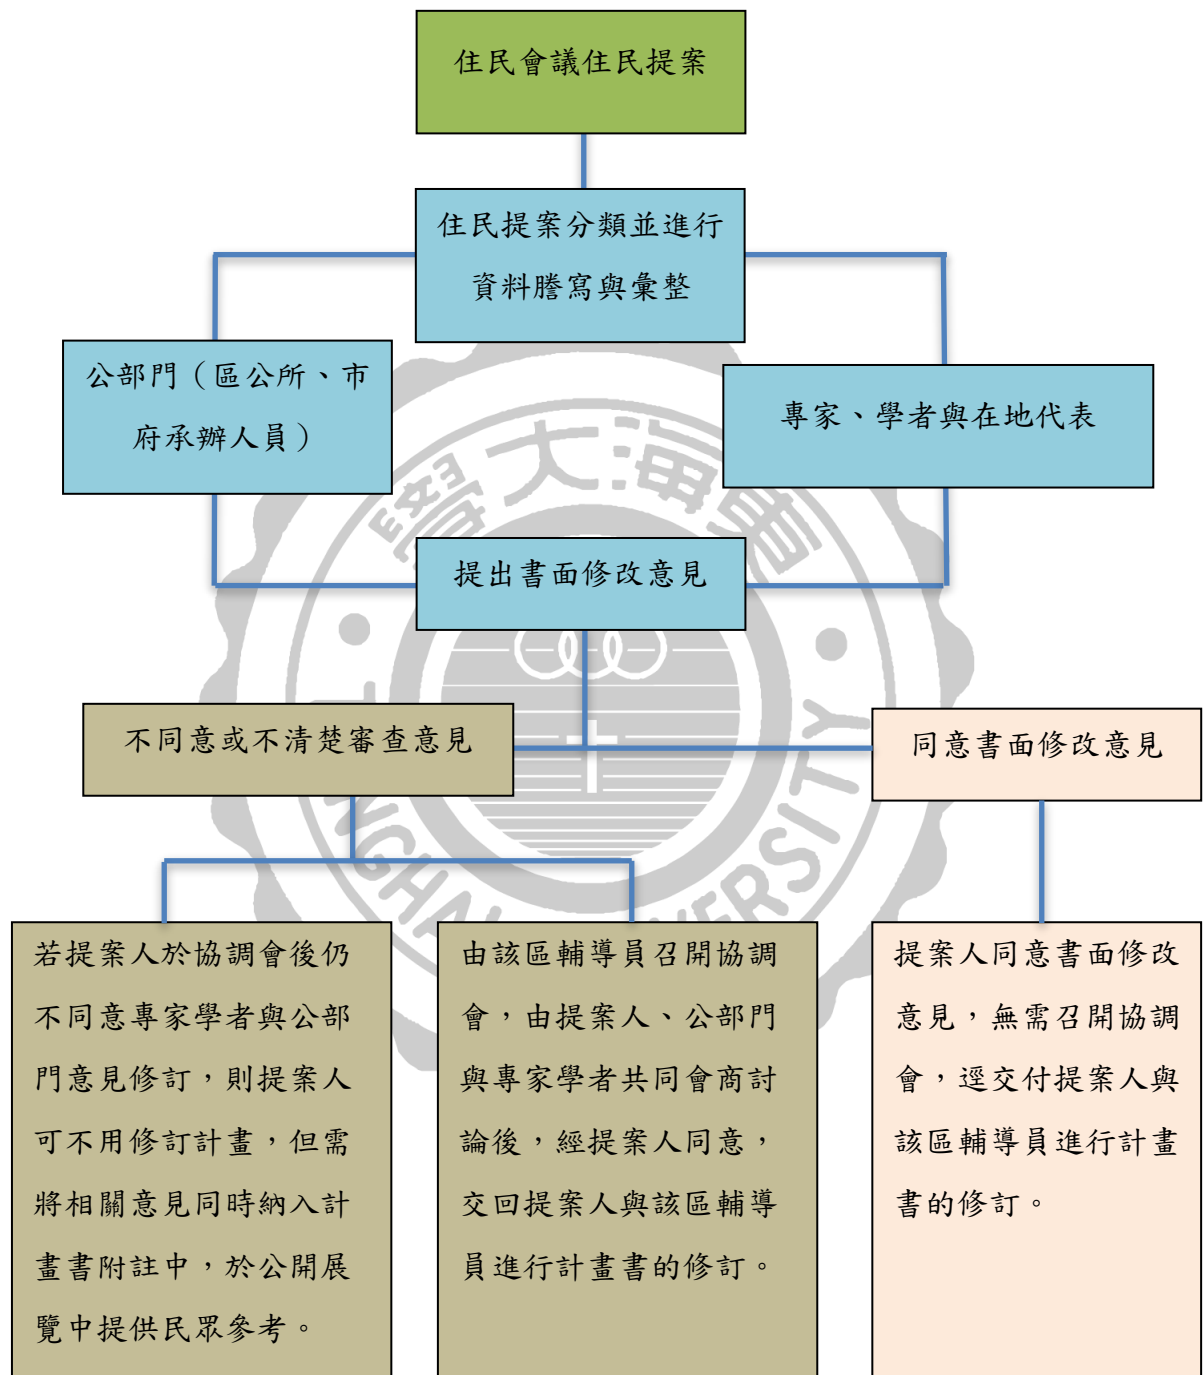 住民會議住民提案
住民提案分類並進行
資料謄寫與彙整
公部門（區公所、市
府承辦人員）
專家、學者與在地代表
提出書面修改意見
不同意或不清楚審查意見
同意書面修改意見
若提案人於協調會後仍
不同意專家學者與公部
門意見修訂，則提案人
可不用修訂計畫，但需
將相關意見同時納入計
畫書附註中，於公開展
覽中提供民眾參考。
由該區輔導員召開協調
會，由提案人、公部門
與專家學者共同會商討
論後，經提案人同意，
交回提案人與該區輔導
員進行計畫書的修訂。
提案人同意書面修改
意見，無需召開協調
會，逕交付提案人與
該區輔導員進行計畫
書的修訂。
學大海東